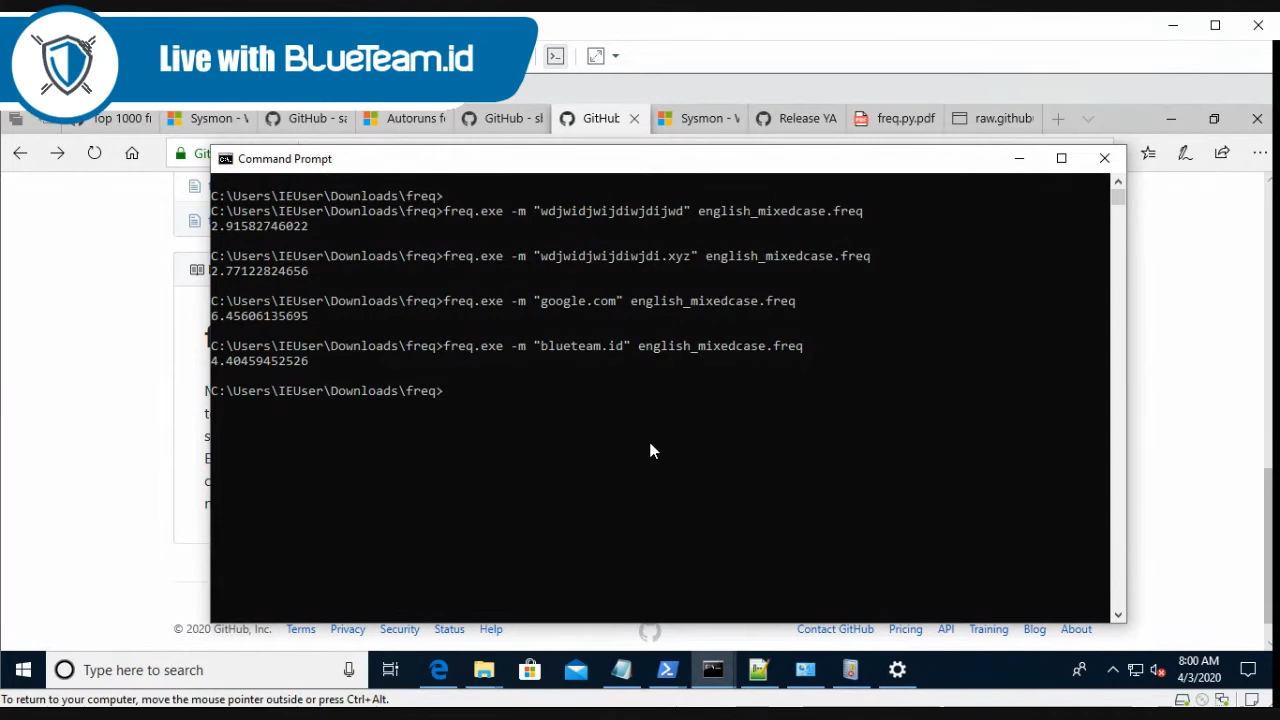 Live with BLUETEAM.id
Top 1000 fi
Sysmon - V
GitHub - sa
Autoruns fo
GitHub - sl
GitHub
Sysmon - V
Release YA
freq.py.pdf
raw.github
Git
Command Prompt
C:\Users\IEUser\Downloads\freq>
C:\Users\IEUser\Downloads\freq>freq.exe -m "wdjwidjwijdiwjdijwd" english_mixedcase.freq
2.91582746022
C:\Users\IEUser\Downloads\freq>freq.exe -m "wdjwidjwijdiwjdi.xyz" english_mixedcase.freq
2.77122824656
C:\Users\IEUser\Downloads\freq>freq.exe -m "google.com" english_mixedcase.freq
6.45606135695
C:\Users\IEUser\Downloads\freq>freq.exe -m "blueteam.id" english_mixedcase.freq
4.40459452526
C:\Users\IEUser\Downloads\freq>
© 2020 GitHub, Inc. Terms Privacy Security Status Help Contact GitHub Pricing API Training Blog About
Type here to search
8:00 AM
4/3/2020
To return to your computer, move the mouse pointer outside or press Ctrl+Alt.